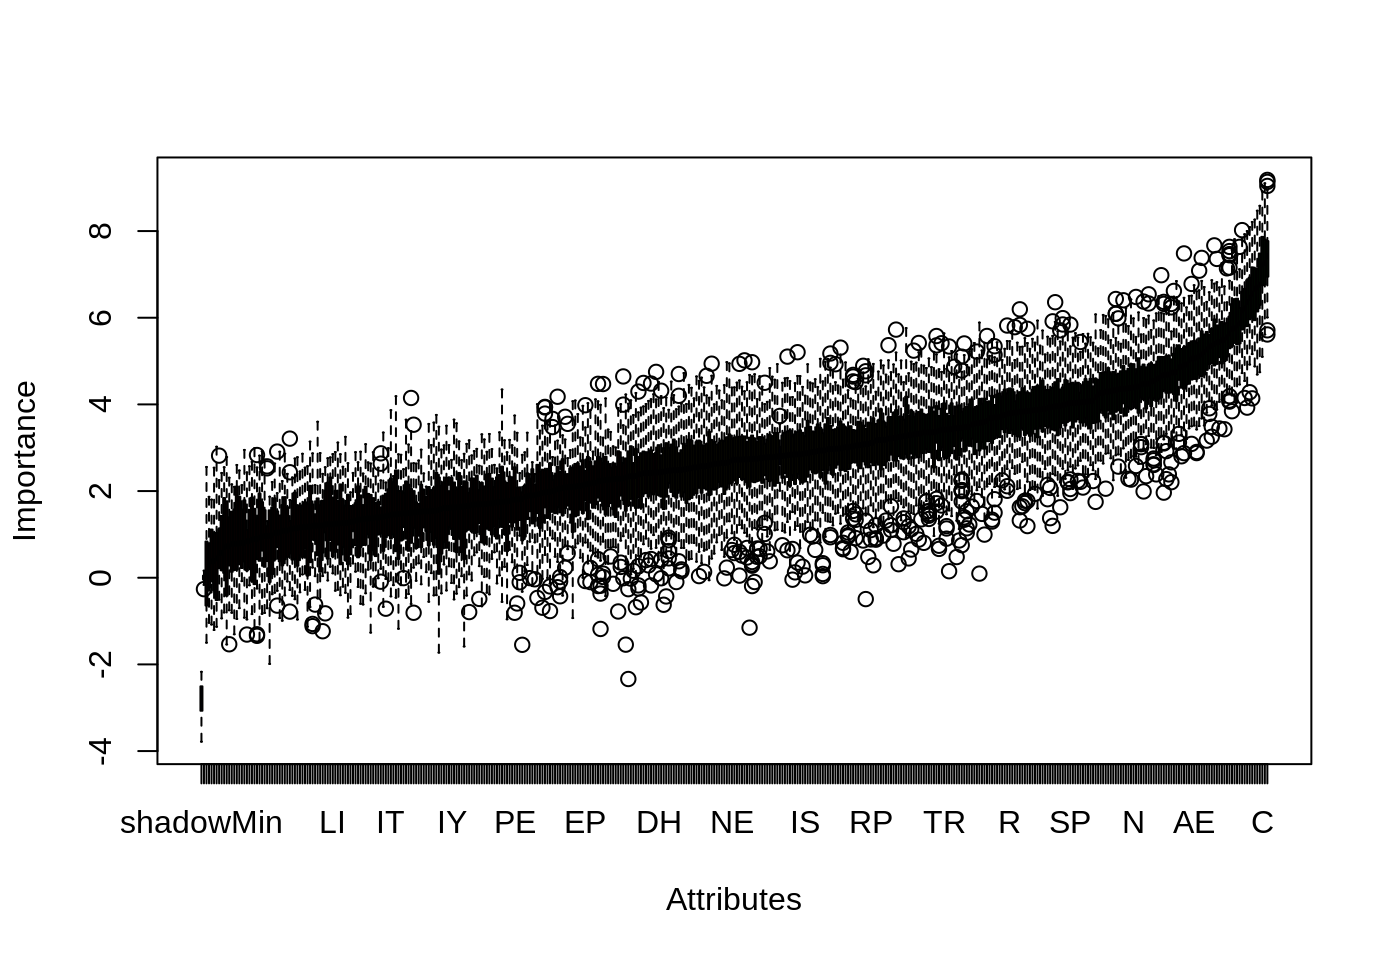 Importance
8
6
4
2
0
-2
-4
shadowMin LI IT IY PE EP DH NE IS RP TR R SP N AE C
Attributes